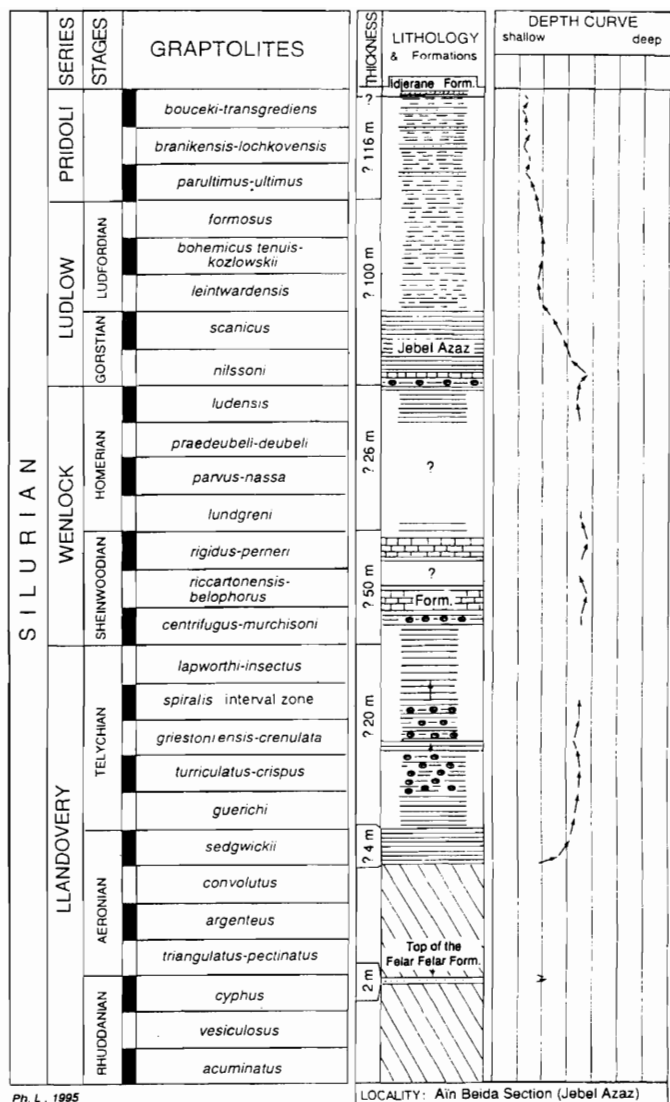 SILURIAN
SERIES
STAGES
GRAPTOLITES
THICKNESS
LITHOLOGY
& Formations
DEPTH CURVE
shallow deep
Idjerane Form.
PRIDOLI
bouceki-transgrediens
branikensis-lochkovensis
parultimus-ultimus
?
? 116 m
LUDLOW
LUDFORDIAN
formosus
bohemicus tenuis-
kozlowskii
leintwardensis
? 100 m
GORSTIAN
scanicus
nilssoni
Jebel Azaz
WENLOCK
HOMERIAN
ludensis
praedeubeli-deubeli
parvus-nassa
lundgreni
? 26 m
?
SHEINWOODIAN
rigidus-perneri
riccartonensis-
belophorus
centrifugus-murchisoni
? 50 m
?
Form.
LLANDOVERY
TELYCHIAN
lapworthi-insectus
spiralis interval zone
griestoniensis-crenulata
turriculatus-crispus
guerichi
? 20 m
AERONIAN
sedgwickii
convolutus
argenteus
triangulatus-pectinatus
? 4 m
Top of the
Felar Felar Form.
2 m
RHUDDANIAN
cyphus
vesiculosus
acuminatus
Ph. L., 1995
LOCALITY: Aïn Beida Section (Jebel Azaz)